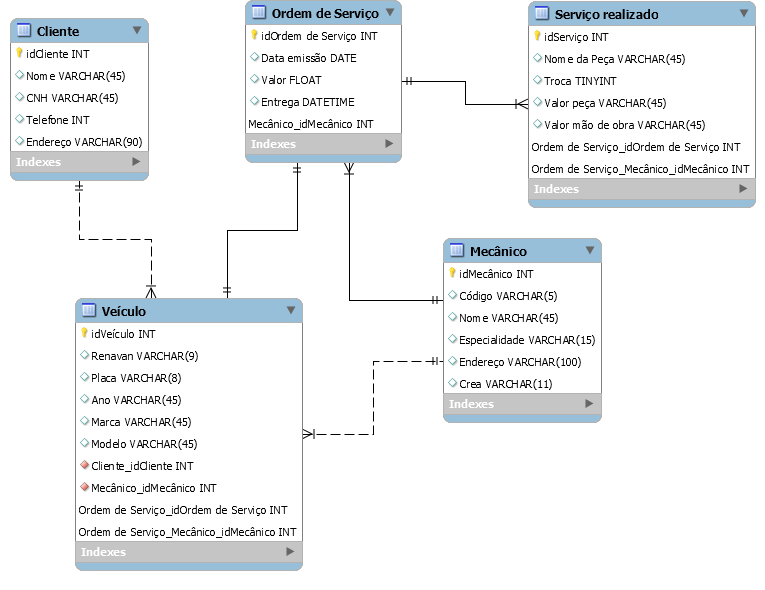 Cliente
idCliente INT
Nome VARCHAR(45)
CNH VARCHAR(45)
Telefone INT
Endereço VARCHAR(90)
Indexes
Ordem de Serviço
idOrdem de Serviço INT
Data emissão DATE
Valor FLOAT
Entrega DATETIME
Mecânico_idMecânico INT
Indexes
Serviço realizado
idServiço INT
Nome da Peça VARCHAR(45)
Troca TINYINT
Valor peça VARCHAR(45)
Valor mão de obra VARCHAR(45)
Ordem de Serviço_idOrdem de Serviço INT
Ordem de Serviço_Mecânico_idMecânico INT
Indexes
Mecânico
idMecânico INT
Código VARCHAR(5)
Nome VARCHAR(45)
Especialidade VARCHAR(15)
Endereço VARCHAR(100)
Crea VARCHAR(11)
Indexes
Veículo
idVeículo INT
Renavan VARCHAR(9)
Placa VARCHAR(8)
Ano VARCHAR(45)
Marca VARCHAR(45)
Modelo VARCHAR(45)
Cliente_idCliente INT
Mecânico_idMecânico INT
Ordem de Serviço_idOrdem de Serviço INT
Ordem de Serviço_Mecânico_idMecânico INT
Indexes